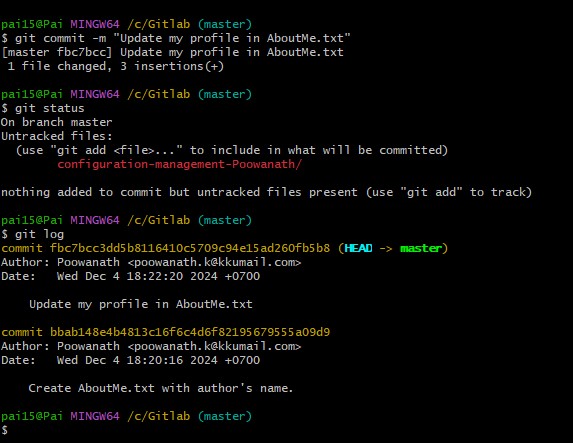 pai15@Pai MINGW64 /c/Gitlab (master)
$ git commit -m "Update my profile in AboutMe.txt"
[master fbc7bcc] Update my profile in AboutMe.txt
 1 file changed, 3 insertions(+)
pai15@Pai MINGW64 /c/Gitlab (master)
$ git status
On branch master
Untracked files:
  (use "git add <file>..." to include in what will be committed)
        configuration-management-Poowanath/
nothing added to commit but untracked files present (use "git add" to track)
pai15@Pai MINGW64 /c/Gitlab (master)
$ git log
commit fbc7bcc3dd5b8116410c5709c94e15ad260fb5b8 (HEAD -> master)
Author: Poowanath <poowanath.k@kkumail.com>
Date:   Wed Dec 4 18:22:20 2024 +0700
    Update my profile in AboutMe.txt
commit bbab148e4b4813c16f6c4d6f82195679555a09d9
Author: Poowanath <poowanath.k@kkumail.com>
Date:   Wed Dec 4 18:20:16 2024 +0700
    Create AboutMe.txt with author's name.
pai15@Pai MINGW64 /c/Gitlab (master)
$